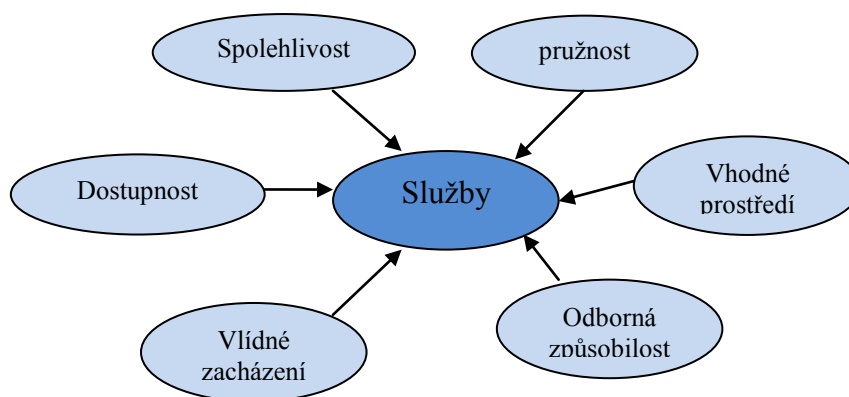 Spolehlivost
pružnost
Dostupnost
Služby
Vhodné
prostředí
Vlídné
zacházení
Odborná
způsobilost